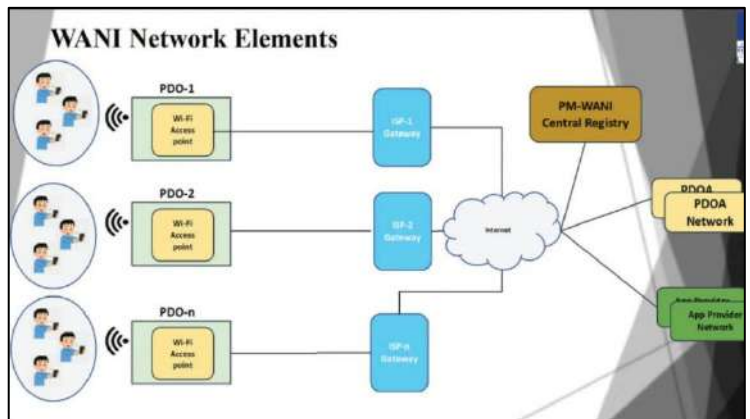 WANI Network Elements
PDO-1
Wi-Fi
Access
point
ISP-1
Gateway
PM-WANI
Central Registry
PDO-2
Wi-Fi
Access
point
ISP-2
Gateway
Internet
PDOA
PDOA
Network
PDO-n
Wi-Fi
Access
point
ISP-n
Gateway
App Provider
App Provider
Network